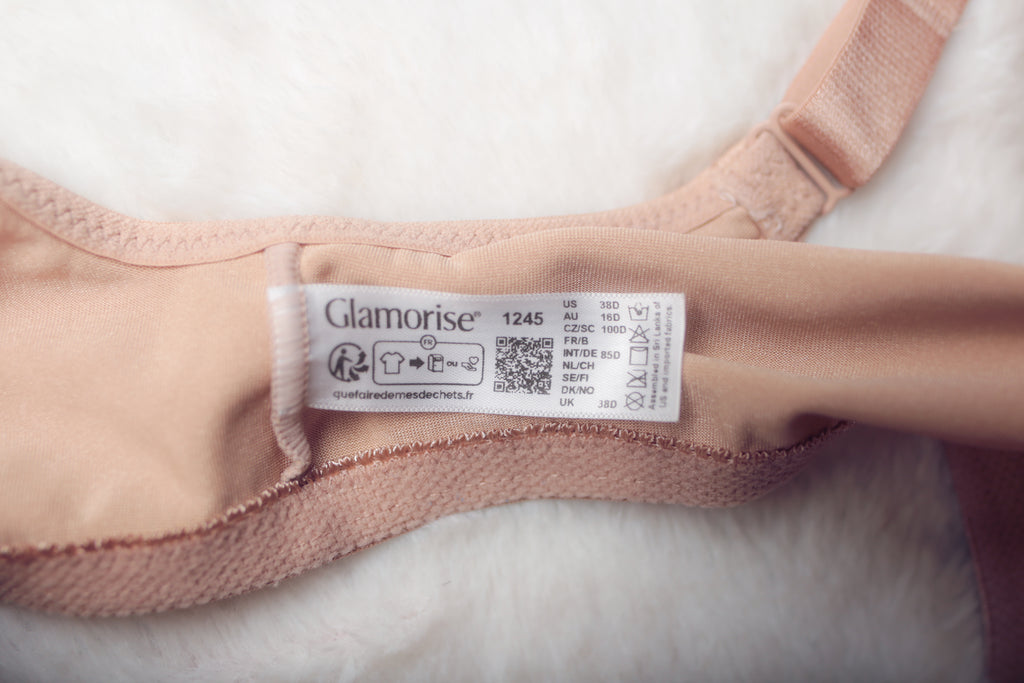 Glamorise® 1245
FR
ou
quefairedemesdechets.fr
US 38D
AU 16D
CZ/SC 100D
FR/B
INT/DE 85D
NL/CH
SE/FI
DK/NO
UK 38D
Assembled in Sri Lanka of
US and imported fabrics.